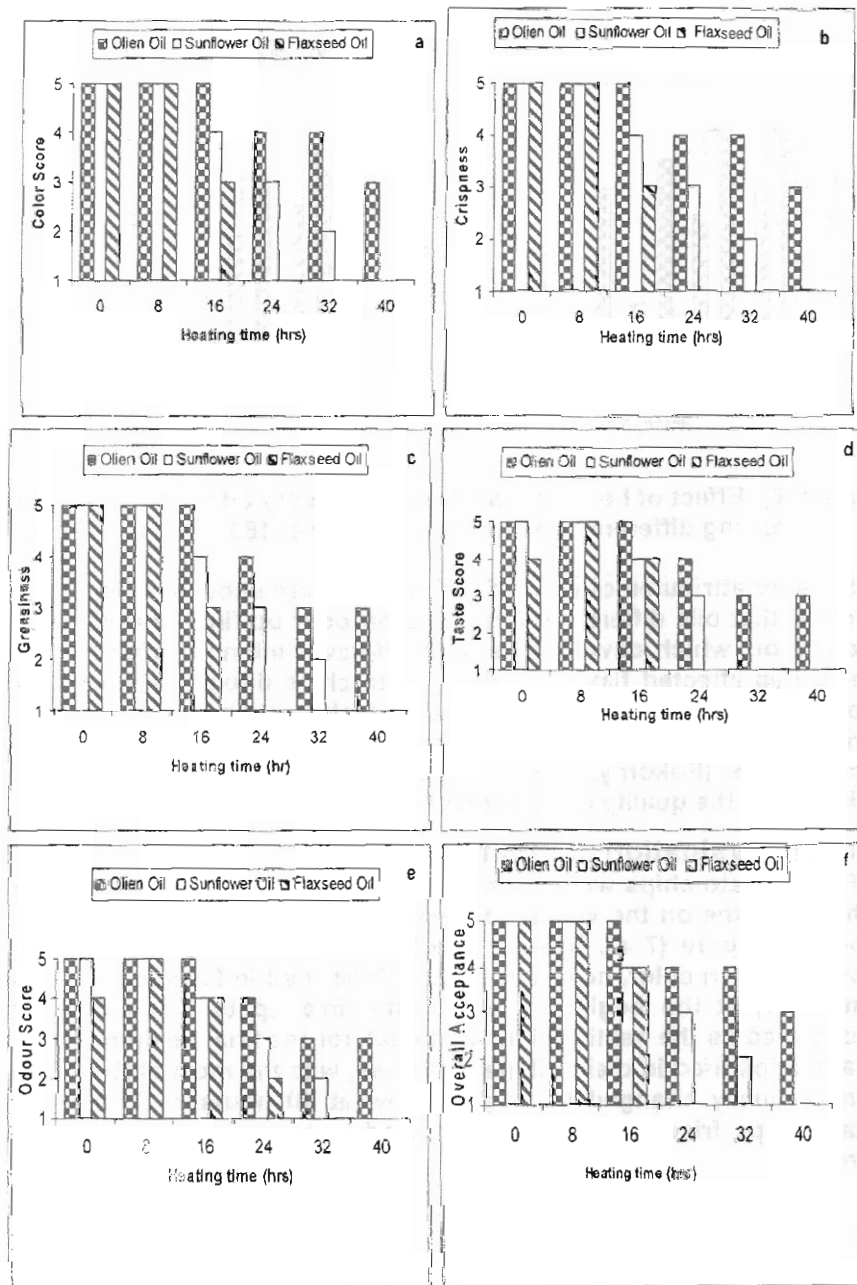 Olien Oil Sunflower Oil Flaxseed Oil a
Color Score
5
4
3
2
1
0 8 16 24 32 40
Heating time (hrs)
Olien Oil Sunflower Oil Flaxseed Oil b
Crispness
5
4
3
2
1
0 8 16 24 32 40
Heating time (hrs)
Olien Oil Sunflower Oil Flaxseed Oil c
Greasiness
5
4
3
2
1
0 8 16 24 32 40
Heating time (hr)
Olien Oil Sunflower Oil Flaxseed Oil d
Taste Score
5
4
3
2
1
0 8 16 24 32 40
Heating time (hrs)
Olien Oil Sunflower Oil Flaxseed Oil e
Odour Score
5
4
3
2
1
0 8 16 24 32 40
Heating time (hrs)
Olien Oil Sunflower Oil Flaxseed Oil f
Overall Acceptance
5
4
3
2
1
0 8 16 24 32 40
Heating time (hrs)